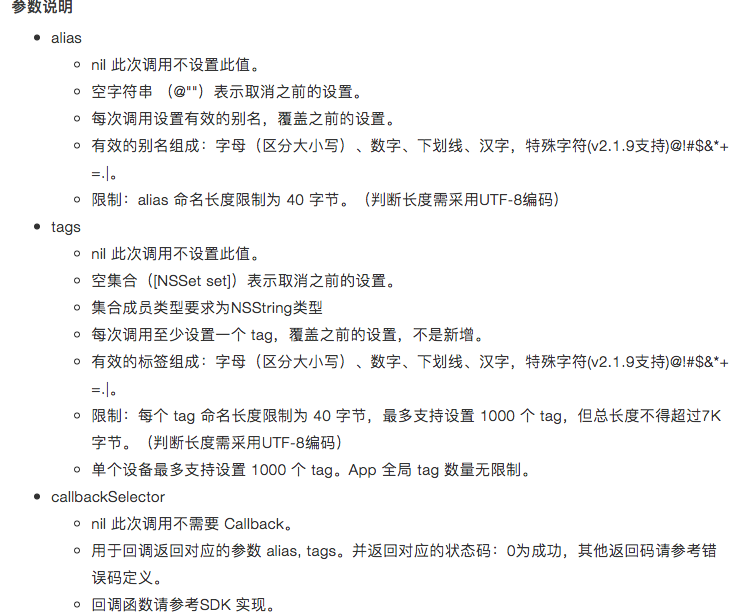 参数说明
alias
nil 此次调用不设置此值。
空字符串 （@""）表示取消之前的设置。
每次调用设置有效的别名，覆盖之前的设置。
有效的别名组成：字母（区分大小写）、数字、下划线、汉字，特殊字符(v2.1.9支持)@!#$&*+
=.|。
限制：alias 命名长度限制为 40 字节。（判断长度需采用UTF-8编码）
tags
nil 此次调用不设置此值。
空集合（[NSSet set]）表示取消之前的设置。
集合成员类型要求为NSString类型
每次调用至少设置一个 tag，覆盖之前的设置，不是新增。
有效的标签组成：字母（区分大小写）、数字、下划线、汉字，特殊字符(v2.1.9支持)@!#$&*+
=.|。
限制：每个 tag 命名长度限制为 40 字节，最多支持设置 1000 个 tag，但总长度不得超过7K
字节。（判断长度需采用UTF-8编码）
单个设备最多支持设置 1000 个 tag。App 全局 tag 数量无限制。
callbackSelector
nil 此次调用不需要 Callback。
用于回调返回对应的参数 alias, tags。并返回对应的状态码：0为成功，其他返回码请参考错
误码定义。
回调函数请参考SDK 实现。